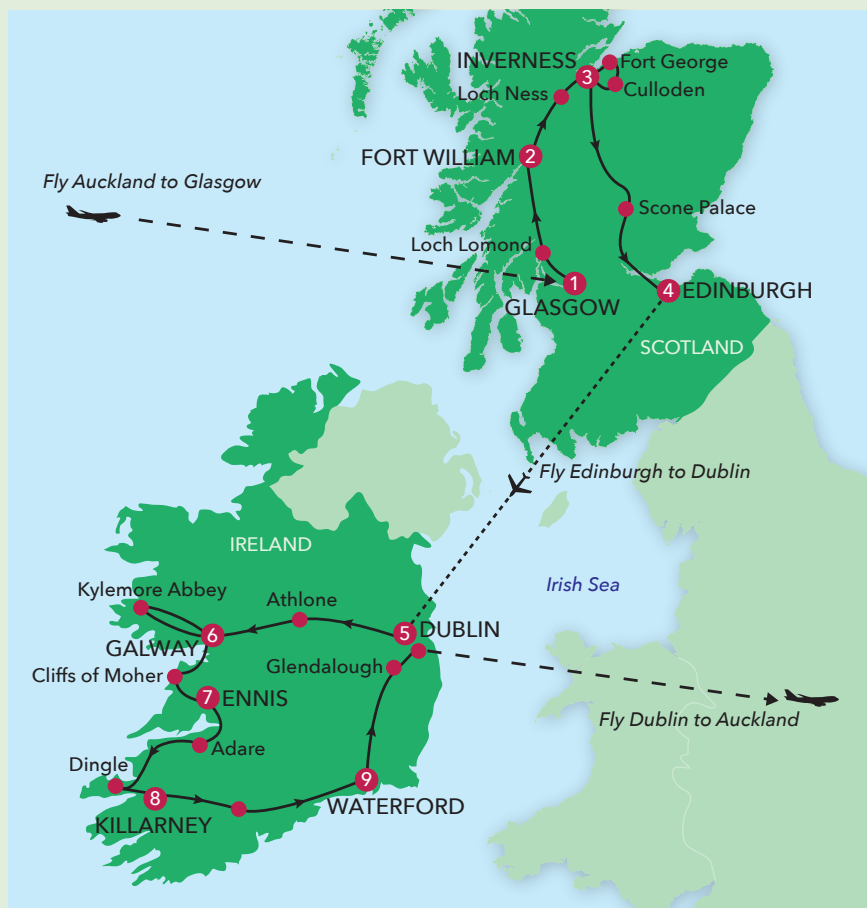 INVERNESS
3
Fort George
Loch Ness
Culloden
FORT WILLIAM
2
Fly Auckland to Glasgow
Scone Palace
Loch Lomond
1
GLASGOW
4
EDINBURGH
SCOTLAND
Fly Edinburgh to Dublin
IRELAND
Irish Sea
Kylemore Abbey
Athlone
5
DUBLIN
GALWAY
6
Glendalough
Cliffs of Moher
7
ENNIS
Fly Dublin to Auckland
Adare
Dingle
8
KILLARNEY
9
WATERFORD